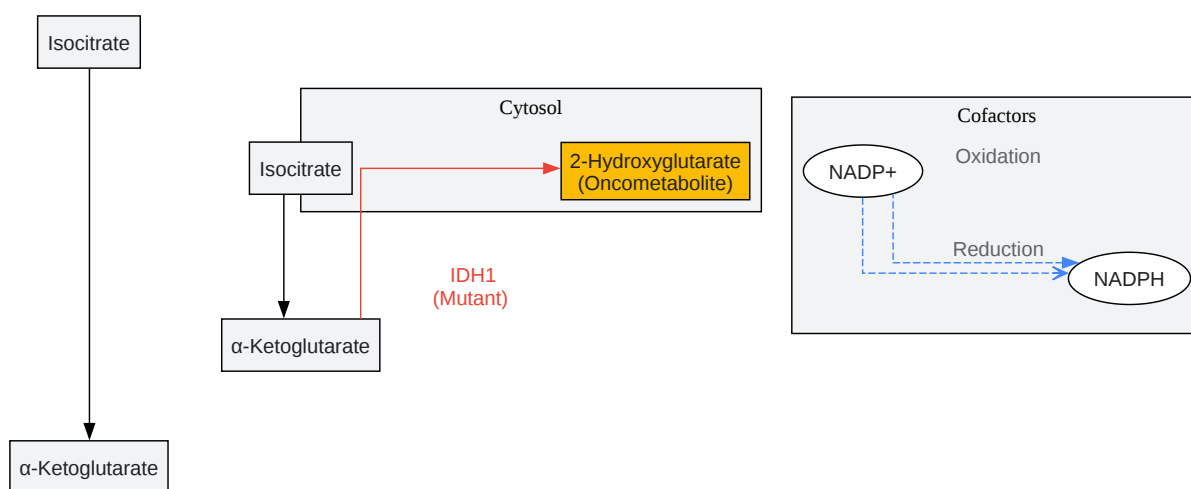 Isocitrate
α-Ketoglutarate
Cytosol
Isocitrate
2-Hydroxyglutarate
(Oncometabolite)
IDH1
(Mutant)
α-Ketoglutarate
Cofactors
Oxidation
NADP+
Reduction
NADPH